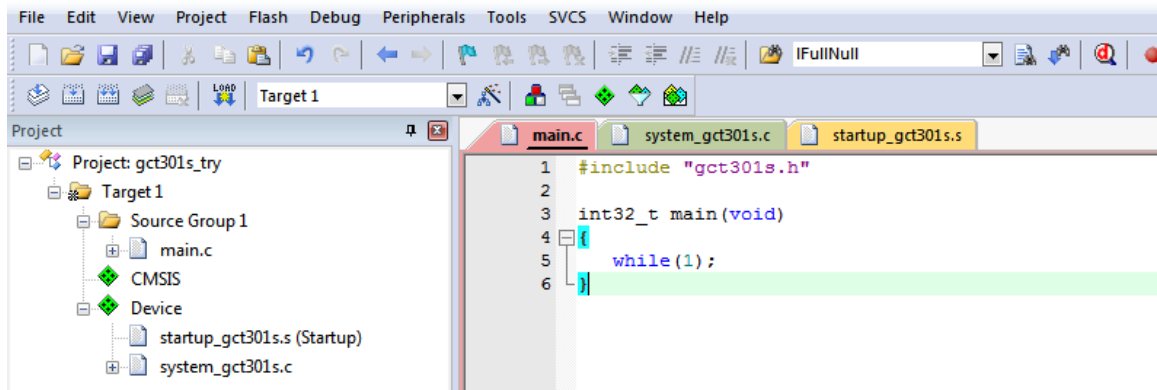 File Edit View Project Flash Debug Peripherals Tools SVCS Window Help
IFullNull
LOAD
Target 1
Project
main.c system_gct301s.c startup_gct301s.s
Project: gct301s_try
Target 1
Source Group 1
main.c
CMSIS
Device
startup_gct301s.s (Startup)
system_gct301s.c
1 #include "gct301s.h"
2
3 int32_t main(void)
4 {
5 while(1);
6 }